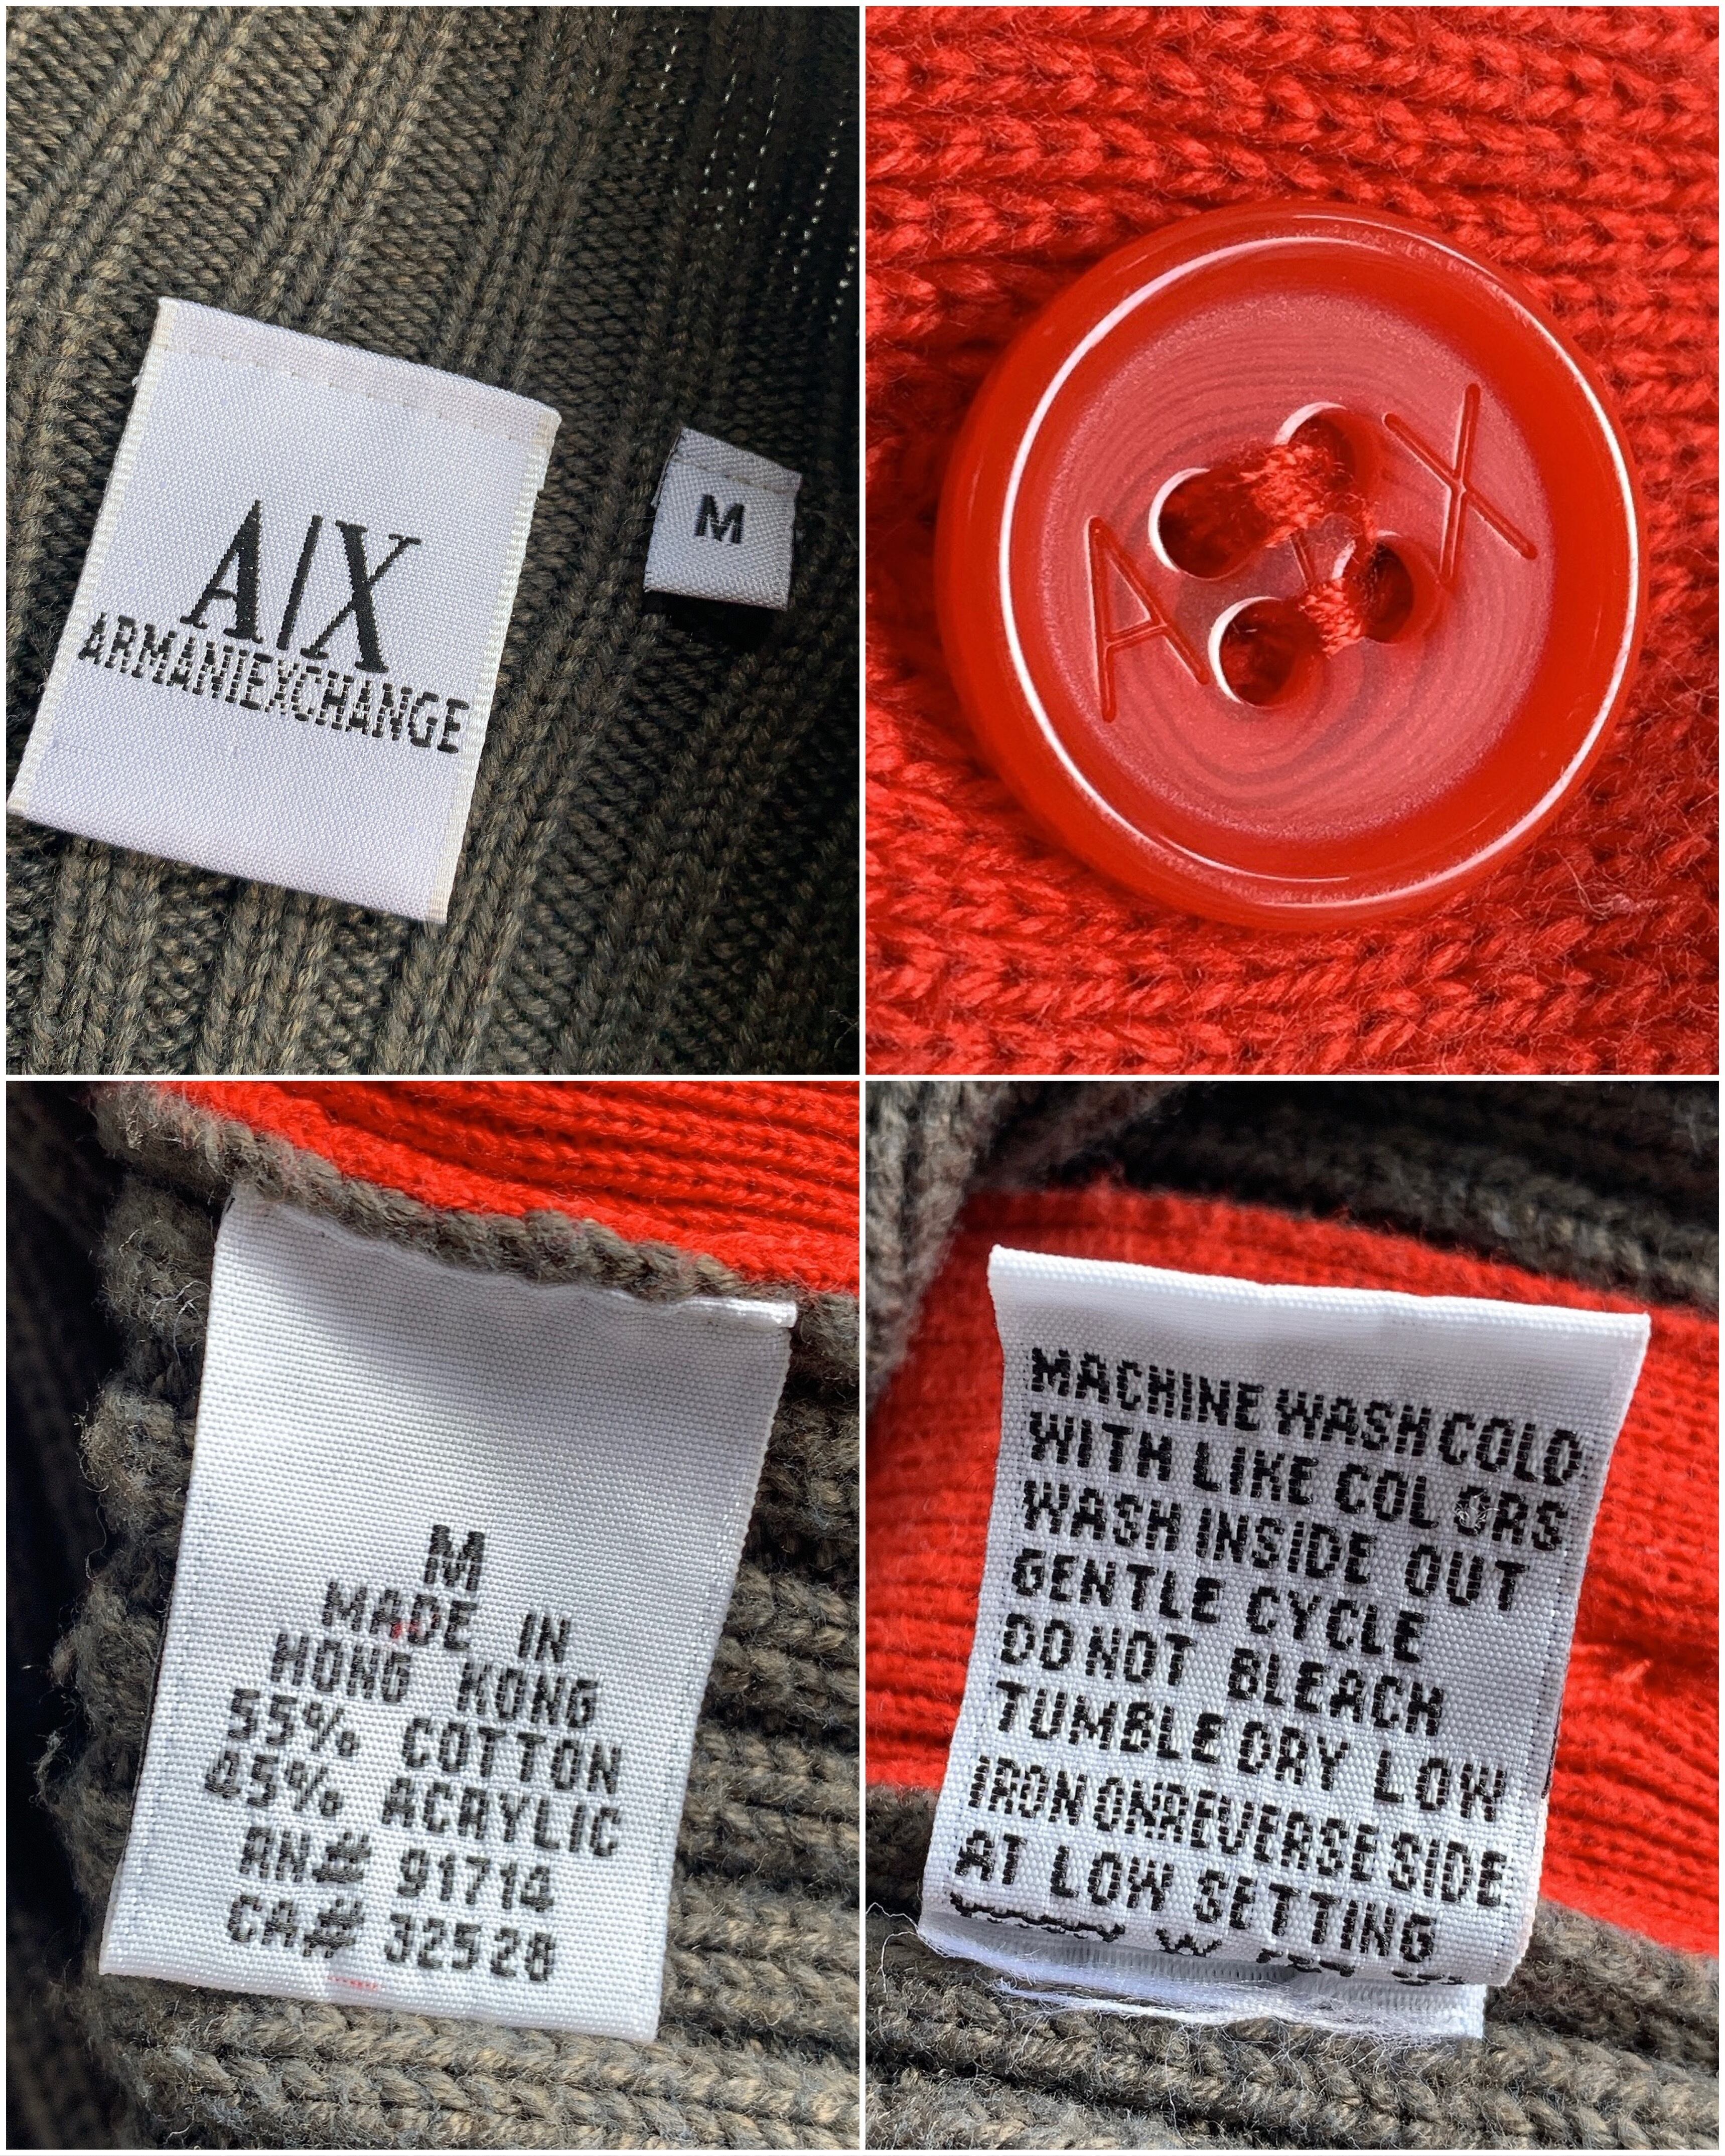 A|X
ARMANIEXCHANGE
M
A X
M
MADE IN
HONG KONG
55% COTTON
45% ACRYLIC
RN# 91714
CA# 32528
MACHINE WASH COLD
WITH LIKE COLORS
WASH INSIDE OUT
GENTLE CYCLE
DO NOT BLEACH
TUMBLE DRY LOW
IRON ON REVERSE SIDE
AT LOW SETTING